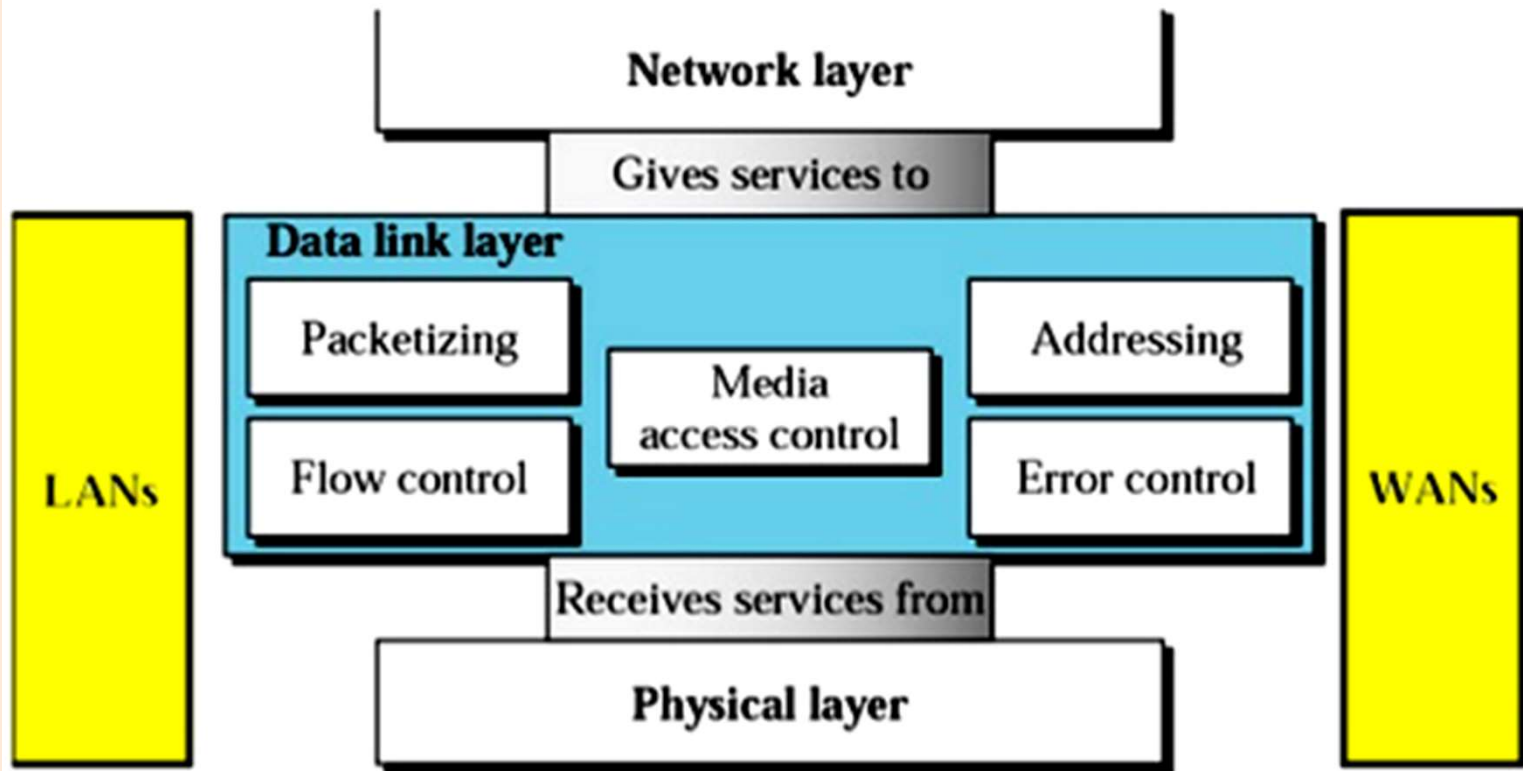 Network layer
Gives services to
Data link layer
Packetizing
Addressing
Media
access control
Flow control
Error control
LANs
WANs
Receives services from
Physical layer